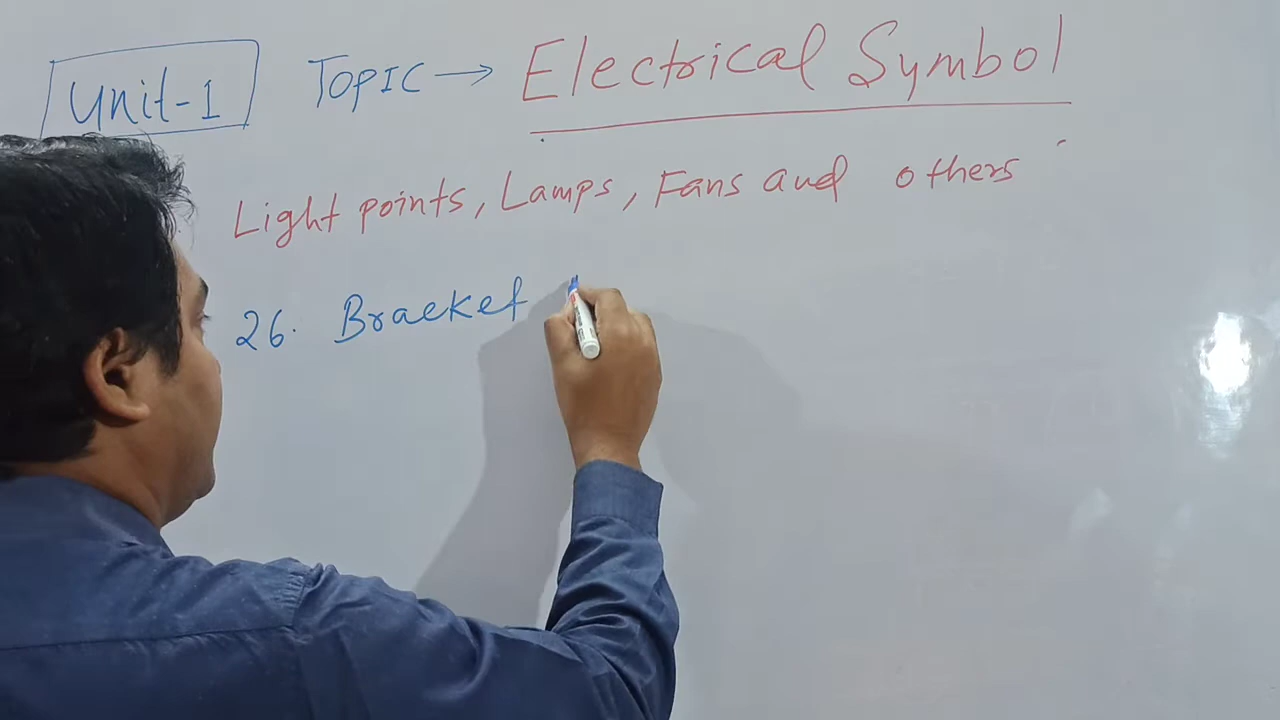 Unit-1 TOPIC → Electrical Symbol
Light points, Lamps, Fans and others
26. Bracket